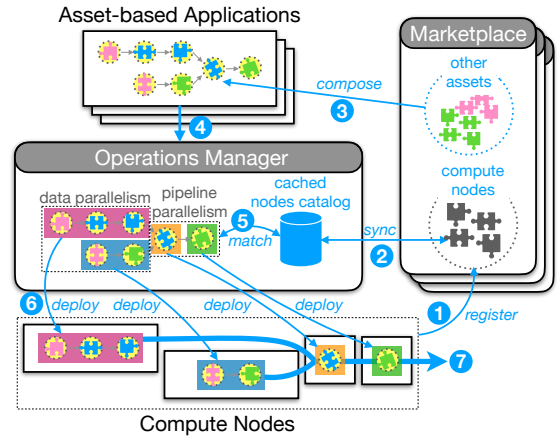 Asset-based Applications
Marketplace
other
assets
compose
3
4
Operations Manager
compute
nodes
data parallelism
pipeline
parallelism
cached
nodes catalog
5
match
sync
2
6
deploy
deploy
deploy
deploy
1
register
7
Compute Nodes